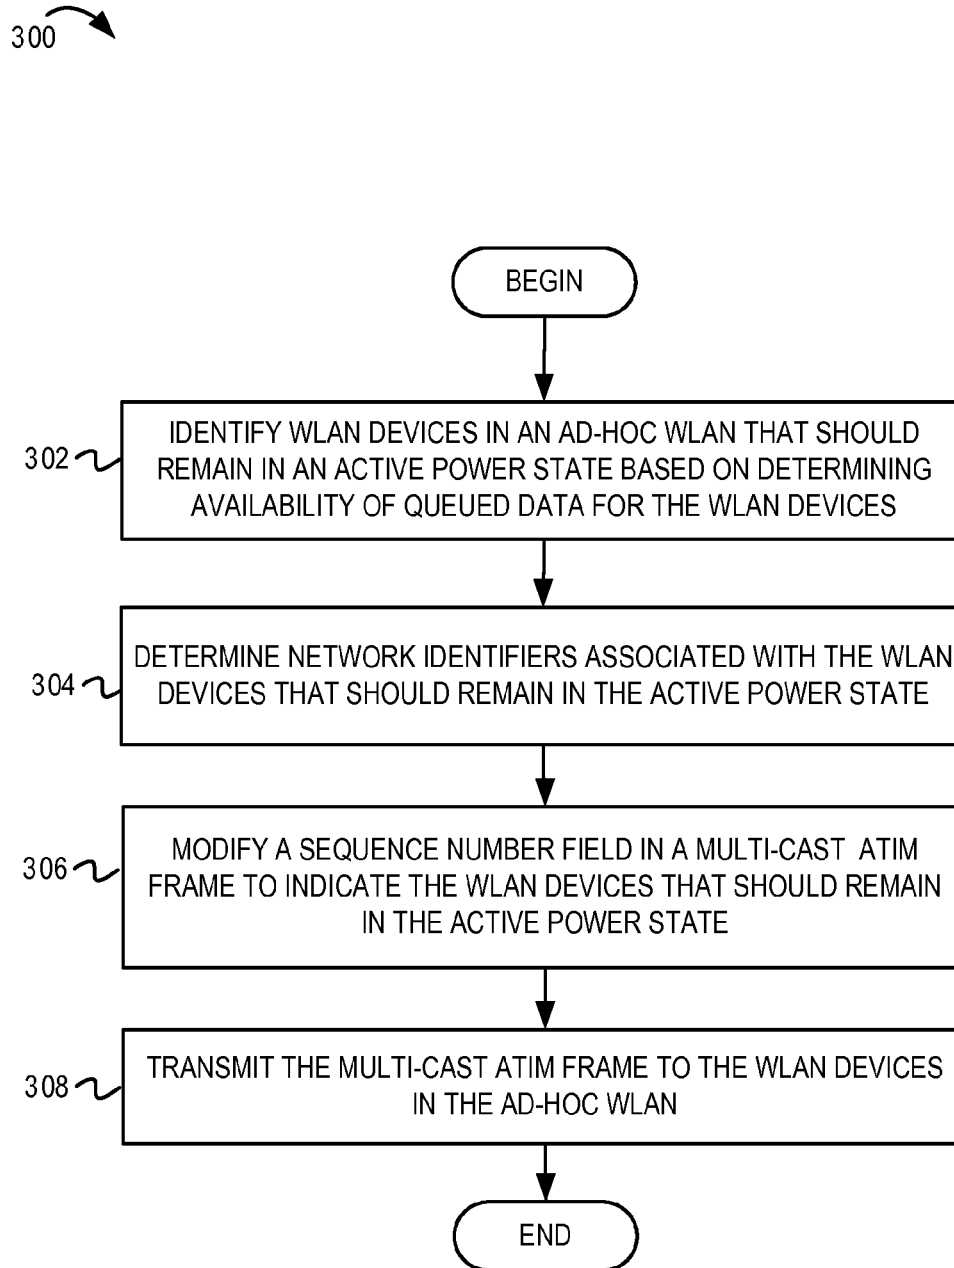 300
BEGIN
302
IDENTIFY WLAN DEVICES IN AN AD-HOC WLAN THAT SHOULD
REMAIN IN AN ACTIVE POWER STATE BASED ON DETERMINING
AVAILABILITY OF QUEUED DATA FOR THE WLAN DEVICES
304
DETERMINE NETWORK IDENTIFIERS ASSOCIATED WITH THE WLAN
DEVICES THAT SHOULD REMAIN IN THE ACTIVE POWER STATE
306
MODIFY A SEQUENCE NUMBER FIELD IN A MULTI-CAST ATIM
FRAME TO INDICATE THE WLAN DEVICES THAT SHOULD REMAIN
IN THE ACTIVE POWER STATE
308
TRANSMIT THE MULTI-CAST ATIM FRAME TO THE WLAN DEVICES
IN THE AD-HOC WLAN
END